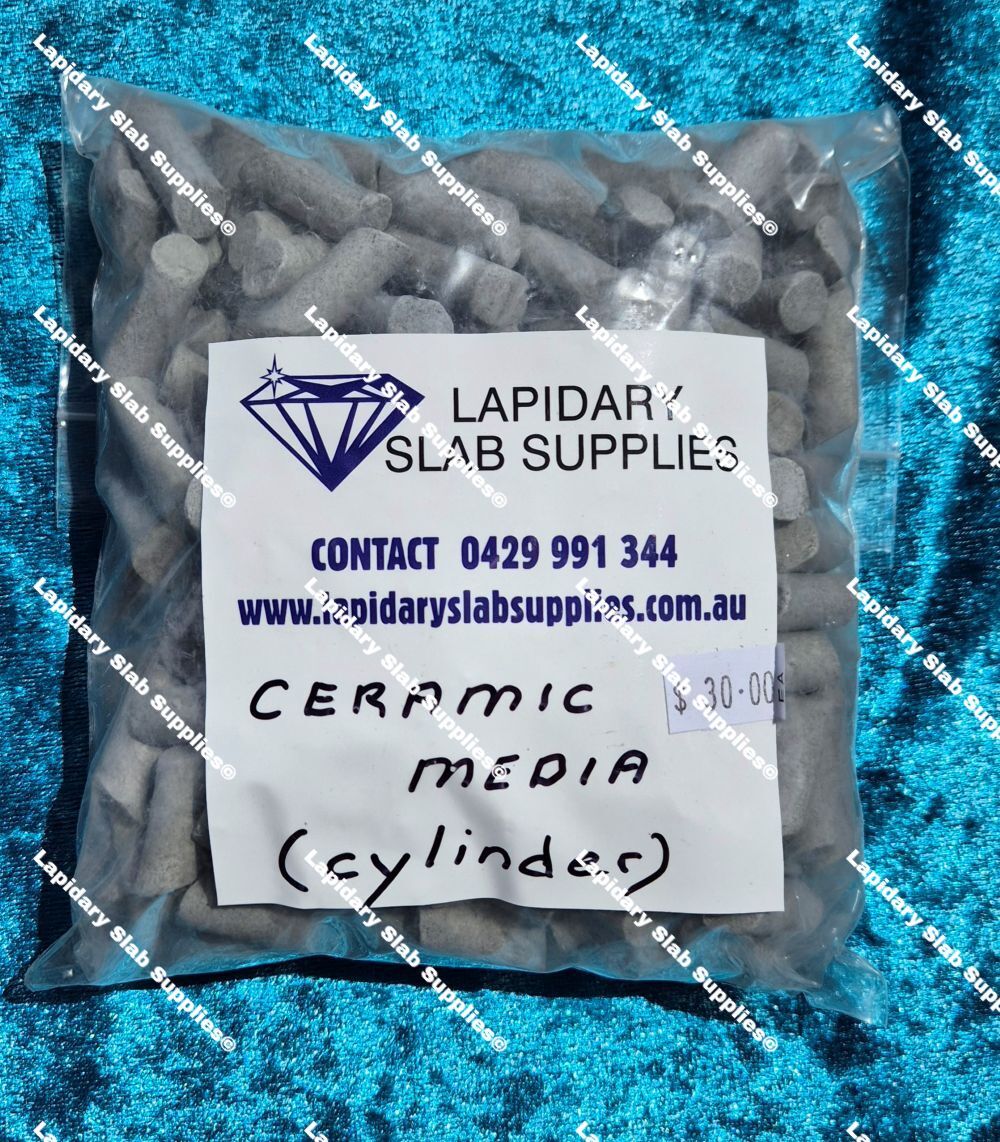 LAPIDARY
SLAB SUPPLIES
CONTACT 0429 991 344
www.lapidaryslabsupplies.com.au
CERAMIC
$ 30.00 EA
MEDIA
(cylinder)
Lapidary Slab Supplies©